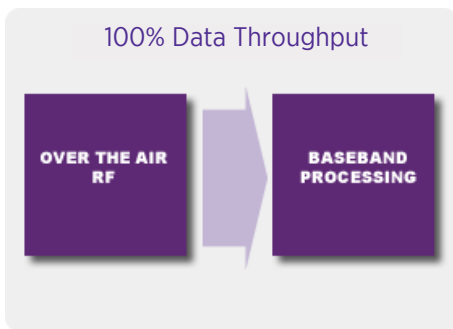 100% Data Throughput
OVER THE AIR
RF
BASEBAND
PROCESSING